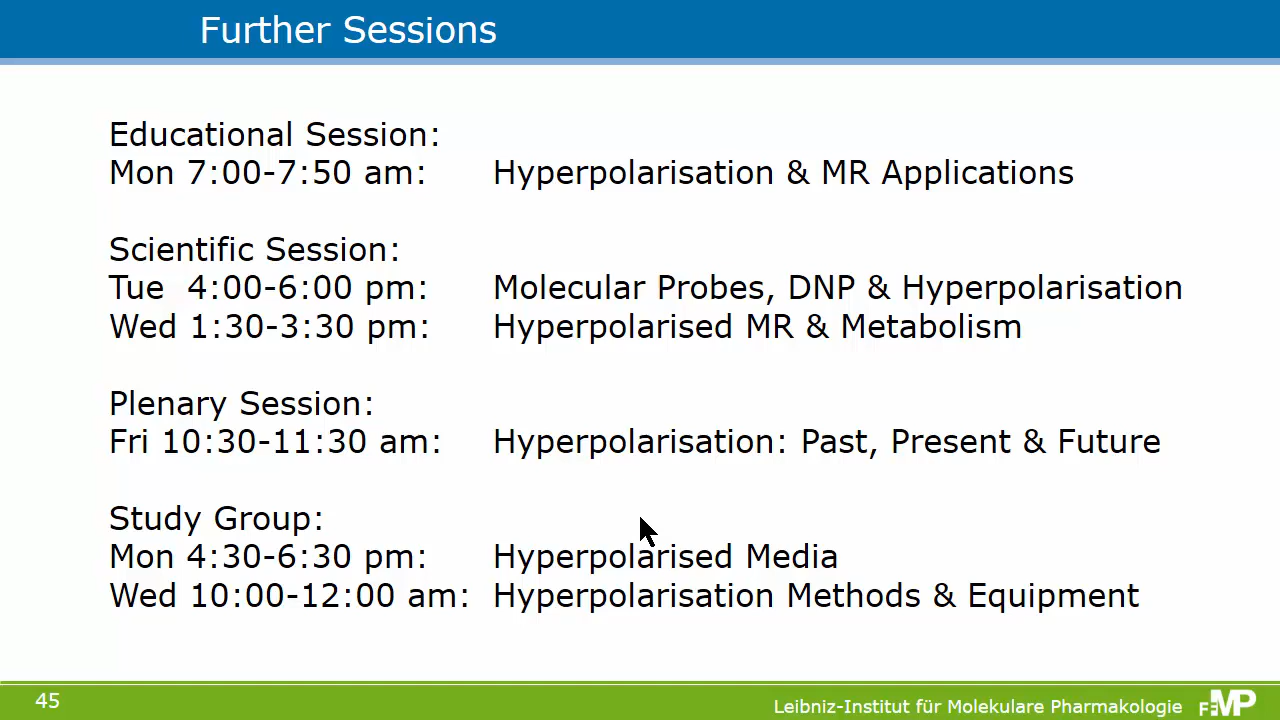 Further Sessions
Educational Session:
Mon 7:00-7:50 am: Hyperpolarisation & MR Applications
Scientific Session:
Tue 4:00-6:00 pm: Molecular Probes, DNP & Hyperpolarisation
Wed 1:30-3:30 pm: Hyperpolarised MR & Metabolism
Plenary Session:
Fri 10:30-11:30 am: Hyperpolarisation: Past, Present & Future
Study Group:
Mon 4:30-6:30 pm: Hyperpolarised Media
Wed 10:00-12:00 am: Hyperpolarisation Methods & Equipment
45 Leibniz-Institut für Molekulare Pharmakologie FMP